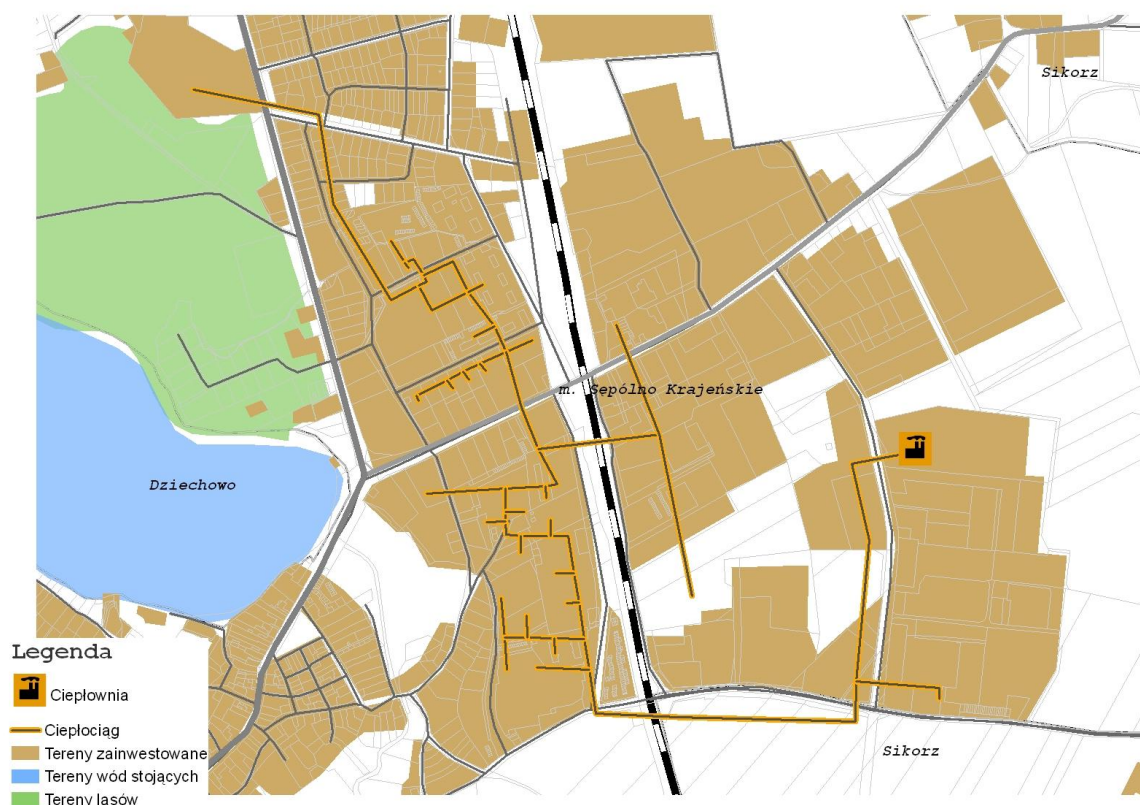 Sikorz
m. Sępólno Krajeńskie
Dziechowo
Sikorz
Legenda
Ciepłownia
Ciepłociąg
Tereny zainwestowane
Tereny wód stojących
Tereny lasów